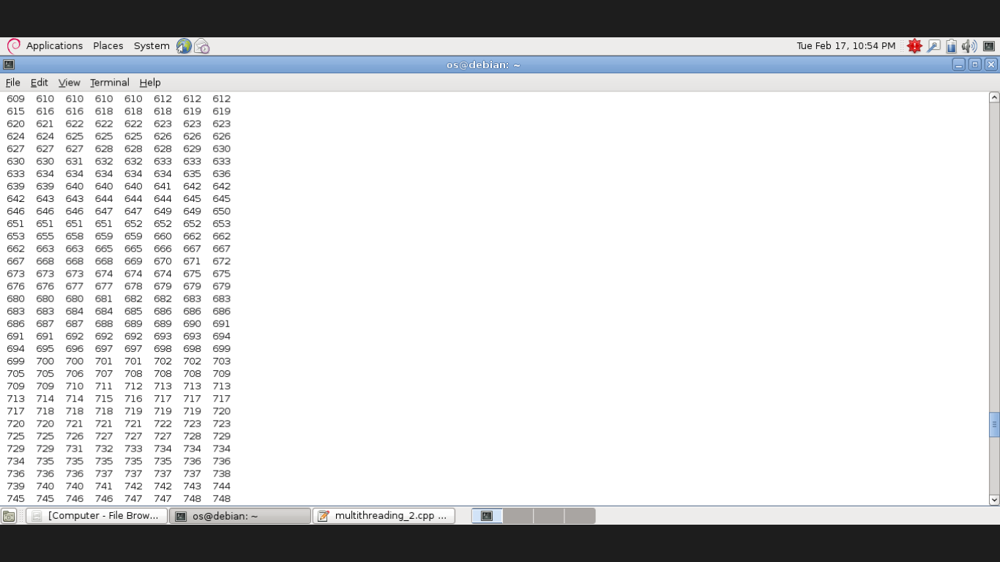 Applications Places System Tue Feb 17, 10:54 PM
os@debian: ~
File Edit View Terminal Help
609 610 610 610 610 612 612 612
615 616 616 618 618 618 619 619
620 621 622 622 622 623 623 623
624 624 625 625 625 626 626 626
627 627 627 628 628 628 629 630
630 630 631 632 632 633 633 633
633 634 634 634 634 634 635 636
639 639 640 640 640 641 642 642
642 643 643 644 644 644 645 645
646 646 646 647 647 649 649 650
651 651 651 651 652 652 652 653
653 655 658 659 659 660 662 662
662 663 663 665 665 666 667 667
667 668 668 668 669 670 671 672
673 673 673 674 674 674 675 675
676 676 677 677 678 679 679 679
680 680 680 681 682 682 683 683
683 683 684 684 685 686 686 686
686 687 687 688 689 689 690 691
691 691 692 692 692 693 693 694
694 695 696 697 697 698 698 699
699 700 700 701 701 702 702 703
705 705 706 707 708 708 708 709
709 709 710 711 712 713 713 713
713 714 714 715 716 717 717 717
717 718 718 718 719 719 719 720
720 720 721 721 721 722 723 723
725 725 726 727 727 727 728 729
729 729 731 732 733 734 734 734
734 735 735 735 735 735 736 736
736 736 736 737 737 737 737 738
739 740 740 741 742 742 743 744
745 745 746 746 747 747 748 748
[Computer - File Brow... os@debian: ~ multithreading_2.cpp ...